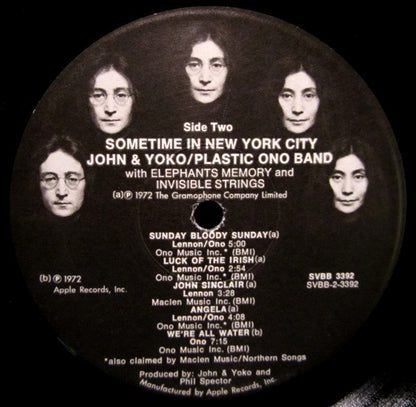 Side Two
SOMETIME IN NEW YORK CITY
JOHN & YOKO/PLASTIC ONO BAND
with ELEPHANTS MEMORY and
INVISIBLE STRINGS
(a)℗ 1972 The Gramophone Company Limited
SUNDAY BLOODY SUNDAY(a)
Lennon/Ono 5:00
Ono Music Inc.* (BMI)
LUCK OF THE IRISH(a)
Lennon/Ono 2:54
Ono Music Inc.* (BMI)
JOHN SINCLAIR(a)
Lennon 3:28
Maclen Music Inc.(BMI)
ANGELA(a)
Lennon/Ono 4:08
Ono Music Inc.* (BMI)
WE'RE ALL WATER(b)
Ono 7:15
Ono Music Inc. (BMI)
*also claimed by Maclen Music/Northern Songs
Produced by: John & Yoko and
Phil Spector
Manufactured by Apple Records, Inc.
(b) ℗ 1972
Apple Records, Inc.
SVBB 3392
SVBB-2-3392